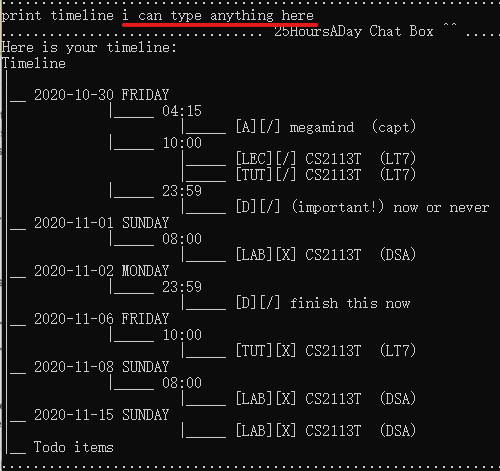 print timeline i can type anything here
25HoursADay Chat Box ^^
Here is your timeline:
Timeline
|
|__ 2020-10-30 FRIDAY
|_____ 04:15
|_____ [A][/] megamind (capt)
|_____ 10:00
|_____ [LEC][/] CS2113T (LT7)
|_____ [TUT][/] CS2113T (LT7)
|_____ 23:59
|_____ [D][/] (important!) now or never
|__ 2020-11-01 SUNDAY
|_____ 08:00
|_____ [LAB][X] CS2113T (DSA)
|__ 2020-11-02 MONDAY
|_____ 23:59
|_____ [D][/] finish this now
|__ 2020-11-06 FRIDAY
|_____ 10:00
|_____ [TUT][X] CS2113T (LT7)
|__ 2020-11-08 SUNDAY
|_____ 08:00
|_____ [LAB][X] CS2113T (DSA)
|__ 2020-11-15 SUNDAY
|_____ [LAB][X] CS2113T (DSA)
|__ Todo items